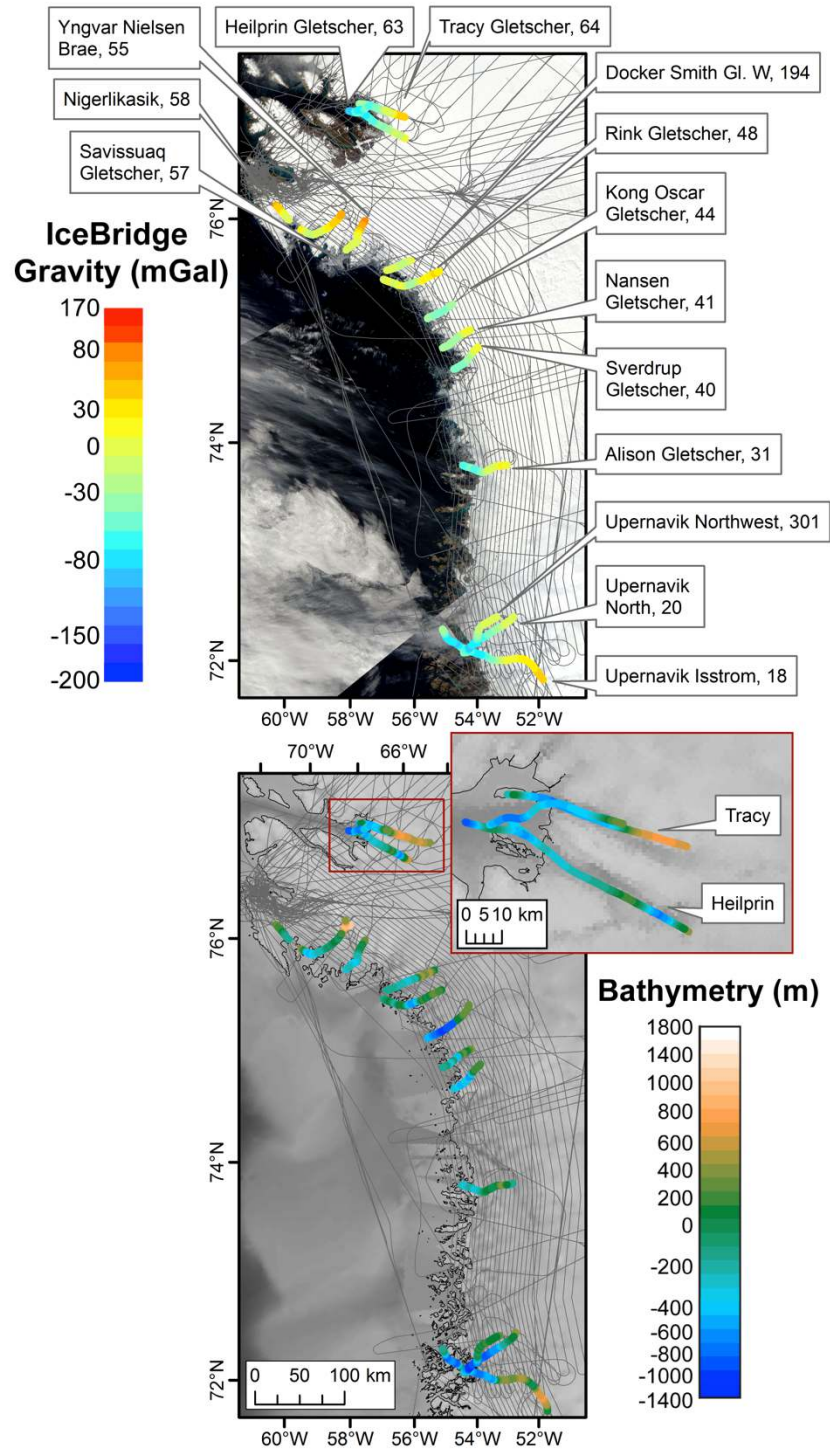 Yngvar Nielsen
Brae, 55
Heilprin Gletscher, 63
Tracy Gletscher, 64
Nigerlikasik, 58
Savissuaq
Gletscher, 57
Docker Smith Gl. W, 194
Rink Gletscher, 48
Kong Oscar
Gletscher, 44
Nansen
Gletscher, 41
Sverdrup
Gletscher, 40
Alison Gletscher, 31
Upernavik Northwest, 301
Upernavik
North, 20
Upernavik Isstrom, 18
IceBridge
Gravity (mGal)
170
80
30
0
-30
-80
-150
-200
76°N
74°N
72°N
60°W 58°W 56°W 54°W 52°W
70°W 66°W
Tracy
Heilprin
0 510 km
76°N
74°N
72°N
0 50 100 km
60°W 58°W 56°W 54°W 52°W
Bathymetry (m)
1800
1400
1000
800
600
400
200
0
-200
-400
-600
-800
-1000
-1400